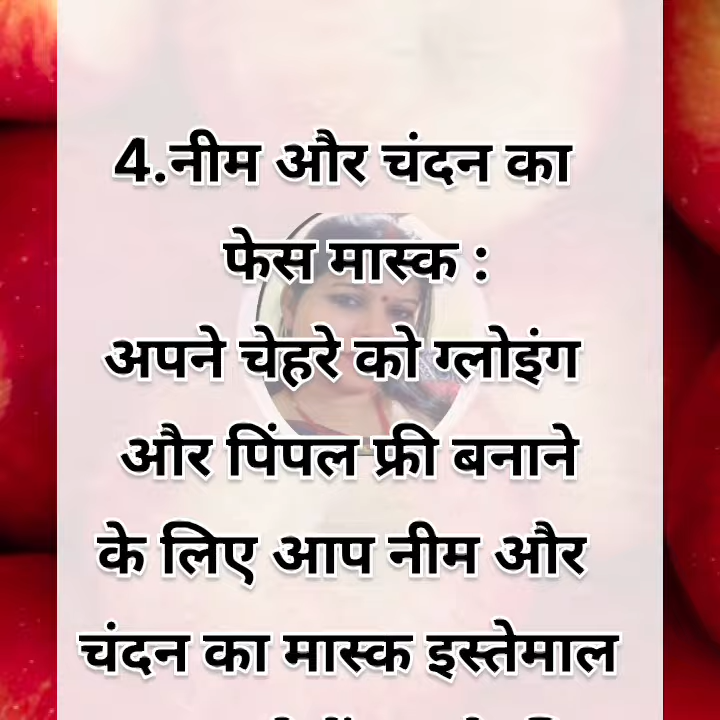 4.नीम और चंदन का
फेस मास्क :
अपने चेहरे को ग्लोइंग
और पिंपल फ्री बनाने
के लिए आप नीम और
चंदन का मास्क इस्तेमाल